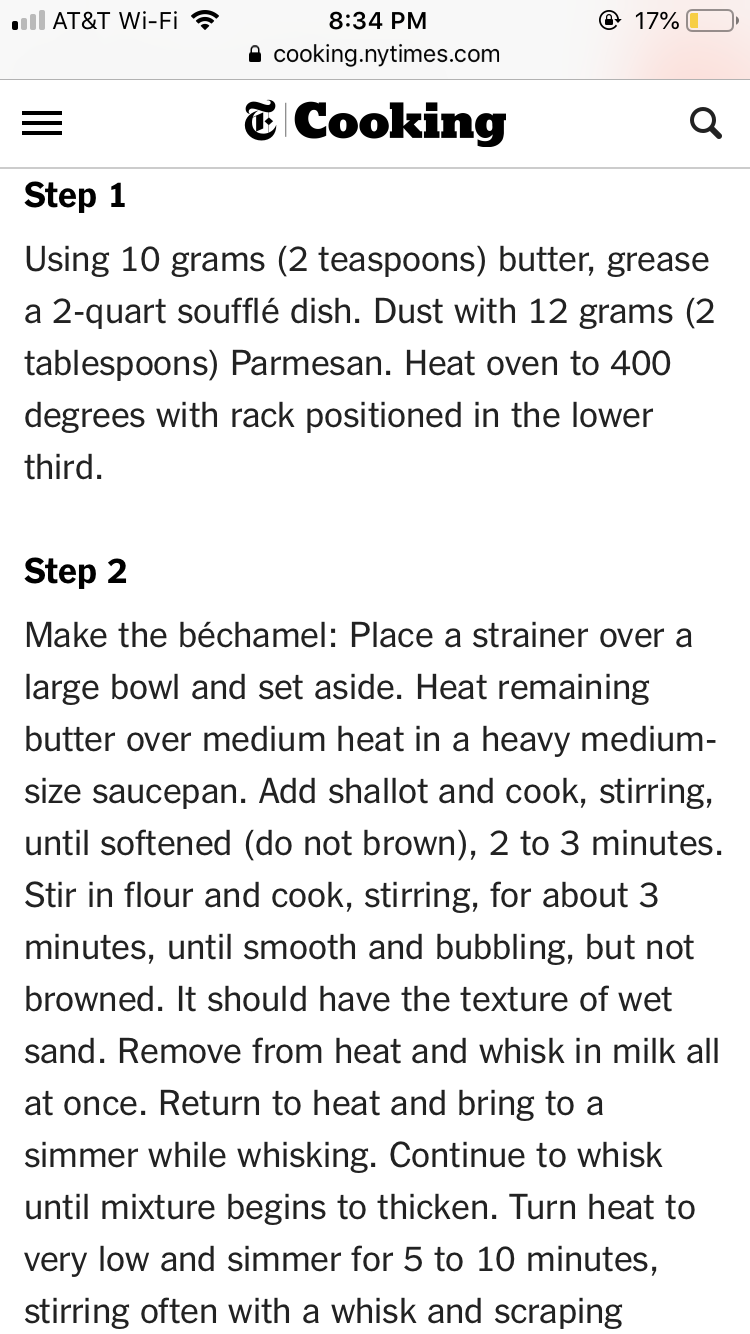 AT&T Wi-Fi 8:34 PM 17%
cooking.nytimes.com
T Cooking
Step 1
Using 10 grams (2 teaspoons) butter, grease
a 2-quart soufflé dish. Dust with 12 grams (2
tablespoons) Parmesan. Heat oven to 400
degrees with rack positioned in the lower
third.
Step 2
Make the béchamel: Place a strainer over a
large bowl and set aside. Heat remaining
butter over medium heat in a heavy medium-
size saucepan. Add shallot and cook, stirring,
until softened (do not brown), 2 to 3 minutes.
Stir in flour and cook, stirring, for about 3
minutes, until smooth and bubbling, but not
browned. It should have the texture of wet
sand. Remove from heat and whisk in milk all
at once. Return to heat and bring to a
simmer while whisking. Continue to whisk
until mixture begins to thicken. Turn heat to
very low and simmer for 5 to 10 minutes,
stirring often with a whisk and scraping